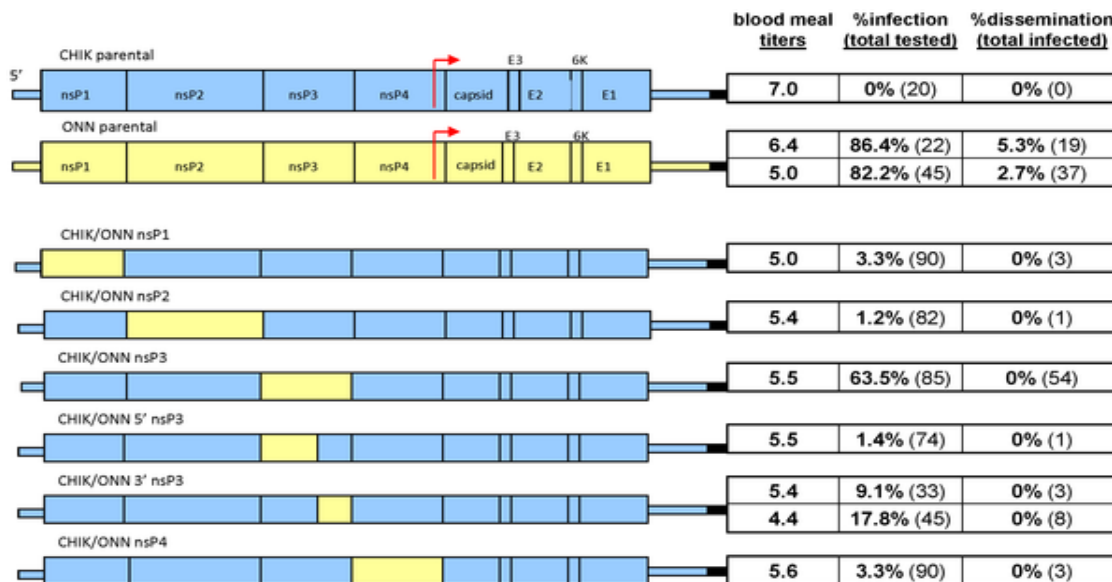 blood meal %infection %dissemination
titers (total tested) (total infected)
CHIK parental
5' E3 6K
nsP1 nsP2 nsP3 nsP4 capsid E2 E1
7.0 0% (20) 0% (0)
ONN parental
E3 6K
nsP1 nsP2 nsP3 nsP4 capsid E2 E1
6.4 86.4% (22) 5.3% (19)
5.0 82.2% (45) 2.7% (37)
CHIK/ONN nsP1
5.0 3.3% (90) 0% (3)
CHIK/ONN nsP2
5.4 1.2% (82) 0% (1)
CHIK/ONN nsP3
5.5 63.5% (85) 0% (54)
CHIK/ONN 5' nsP3
5.5 1.4% (74) 0% (1)
CHIK/ONN 3' nsP3
5.4 9.1% (33) 0% (3)
4.4 17.8% (45) 0% (8)
CHIK/ONN nsP4
5.6 3.3% (90) 0% (3)